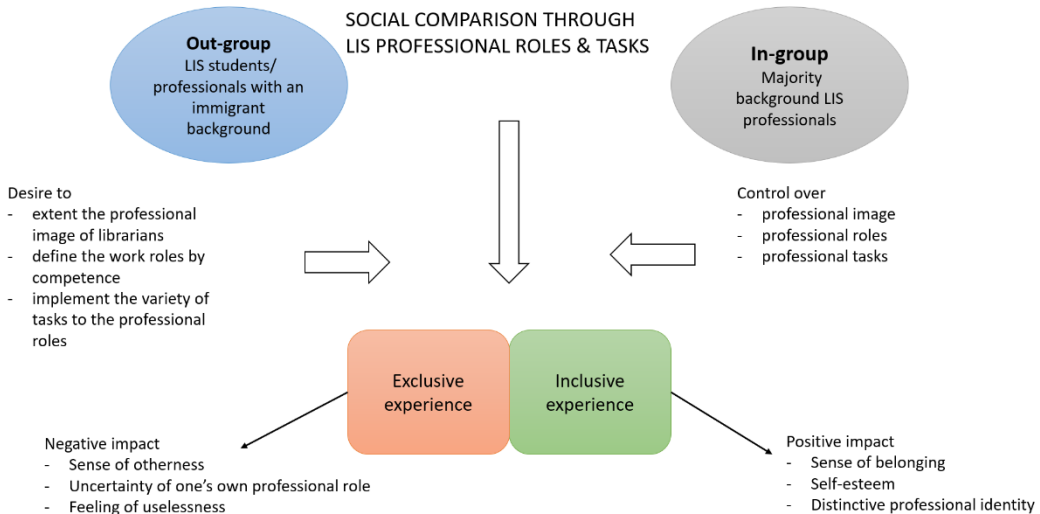 SOCIAL COMPARISON THROUGH
LIS PROFESSIONAL ROLES & TASKS
Out-group
LIS students/
professionals with an
immigrant
background
In-group
Majority
background LIS
professionals
Desire to
- extent the professional
image of librarians
- define the work roles by
competence
- implement the variety of
tasks to the professional
roles
Control over
- professional image
- professional roles
- professional tasks
Exclusive
experience
Inclusive
experience
Negative impact
- Sense of otherness
- Uncertainty of one’s own professional role
- Feeling of uselessness
Positive impact
- Sense of belonging
- Self-esteem
- Distinctive professional identity